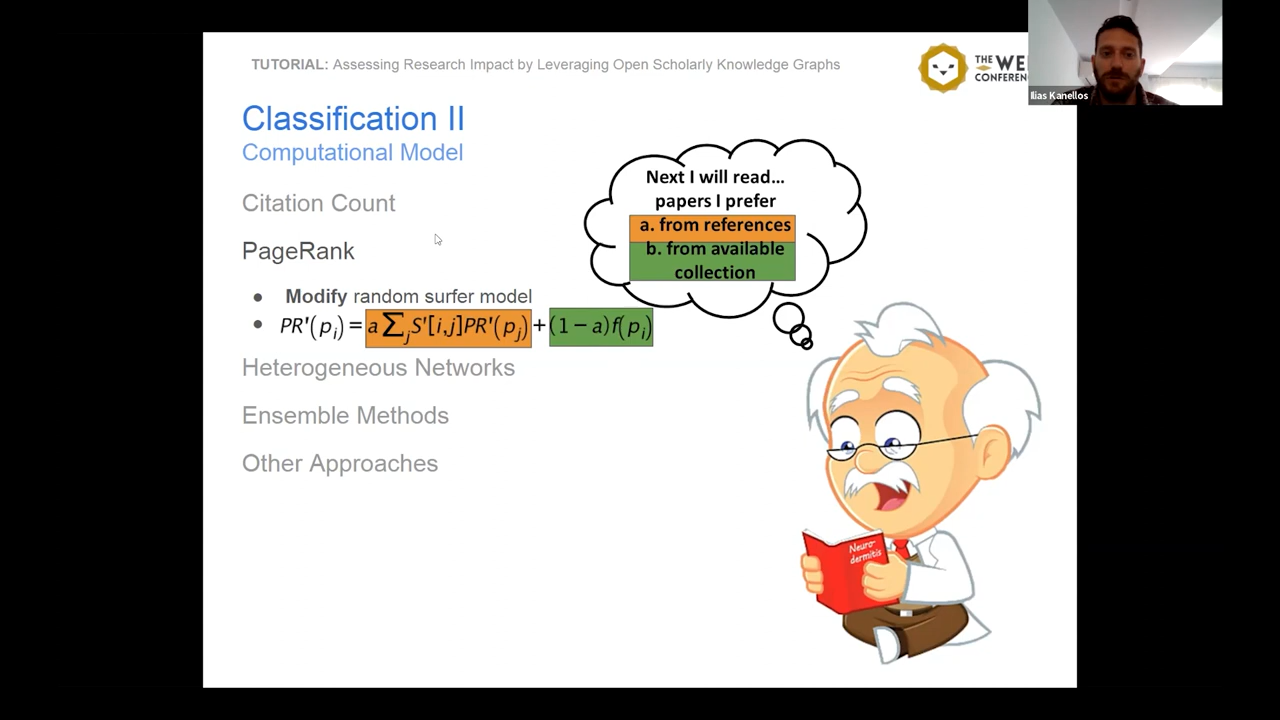 TUTORIAL: Assessing Research Impact by Leveraging Open Scholarly Knowledge Graphs
THE WE
CONFEREN
Ilias Kanellos
Classification II
Computational Model
Citation Count
PageRank
● Modify random surfer model
● PR'(pᵢ) = a ∑ⱼ S'[i,j]PR'(pⱼ) + (1 − a)f(pᵢ)
Heterogeneous Networks
Ensemble Methods
Other Approaches
Next I will read...
papers I prefer
a. from references
b. from available
collection
Neuro-
dermitis